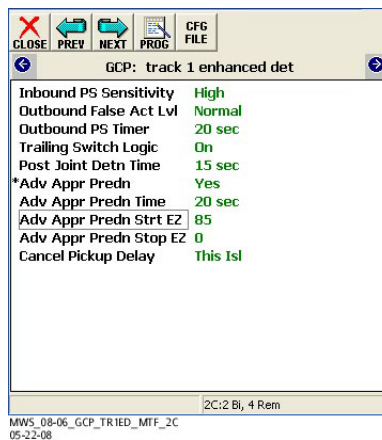 CLOSE PREV NEXT PROG CFG FILE
GCP: track 1 enhanced det
Inbound PS Sensitivity High
Outbound False Act Lvl Normal
Outbound PS Timer 20 sec
Trailing Switch Logic On
Post Joint Detn Time 15 sec
*Adv Appr Predn Yes
Adv Appr Predn Time 20 sec
Adv Appr Predn Strt EZ 85
Adv Appr Predn Stop EZ 0
Cancel Pickup Delay This Isl
2C:2 Bi, 4 Rem
MWS_08-06_GCP_TR1ED_MTF_2C
05-22-08